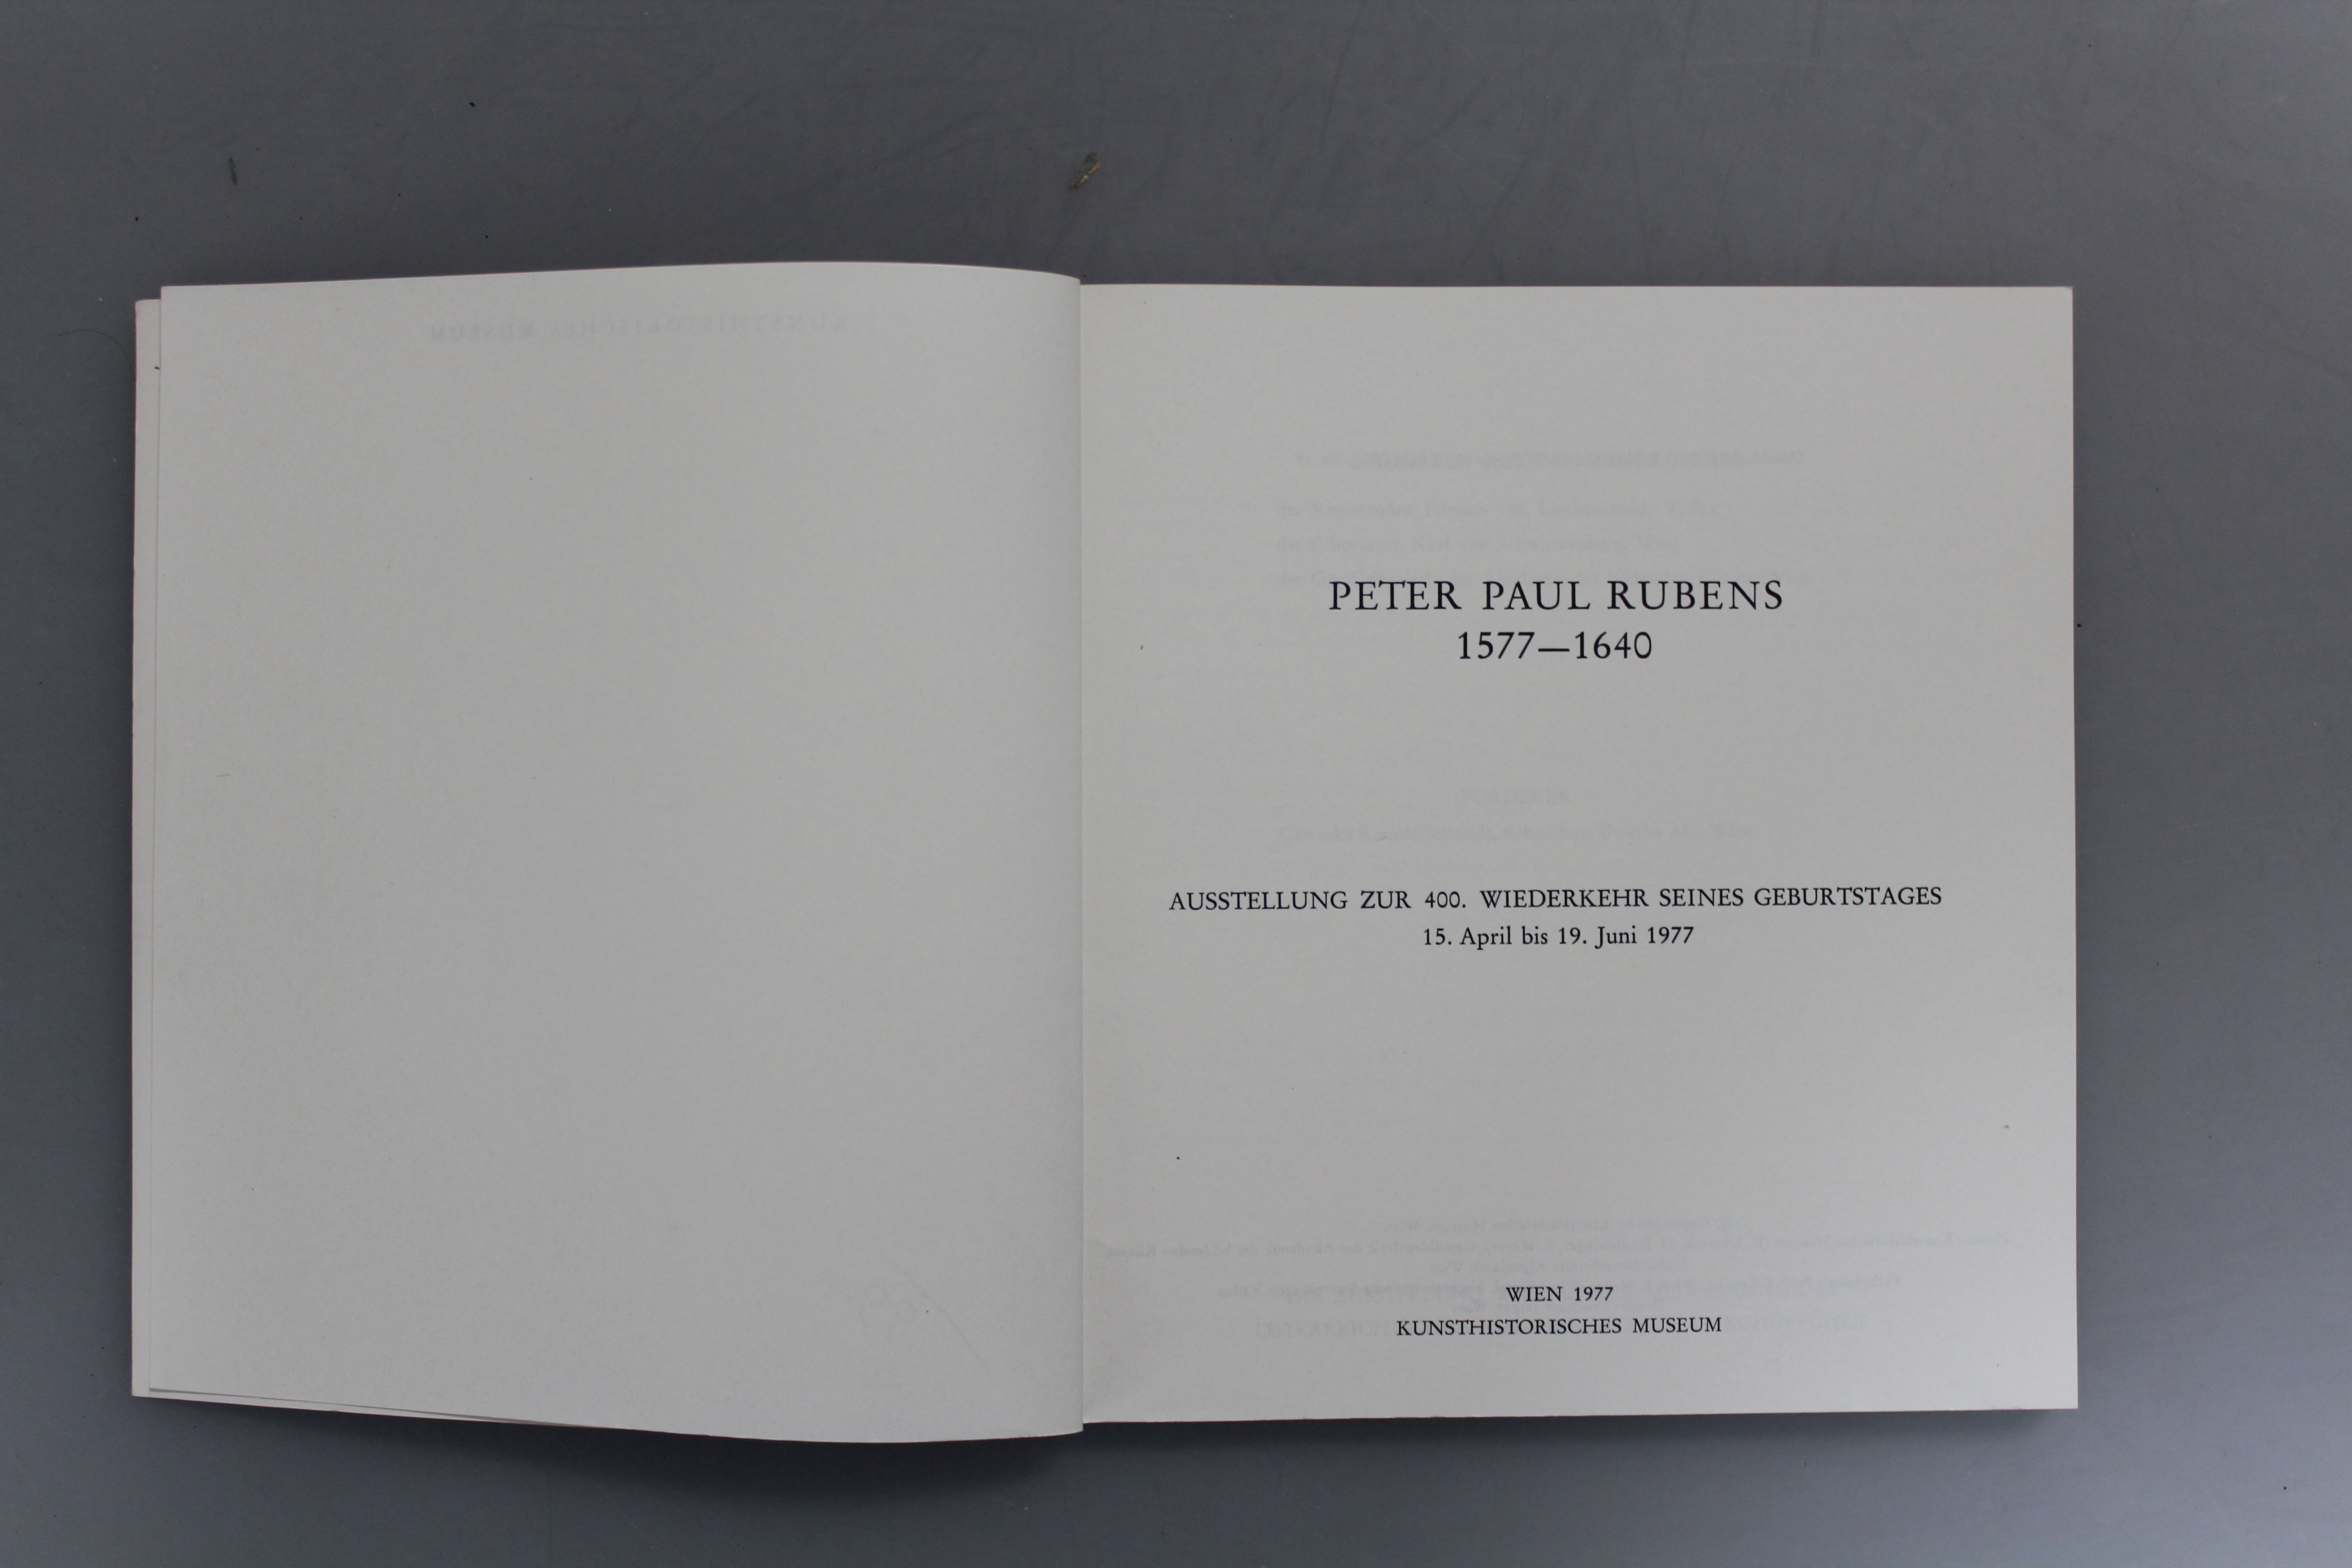 PETER PAUL RUBENS
1577—1640
AUSSTELLUNG ZUR 400. WIEDERKEHR SEINES GEBURTSTAGES
15. April bis 19. Juni 1977
WIEN 1977
KUNSTHISTORISCHES MUSEUM